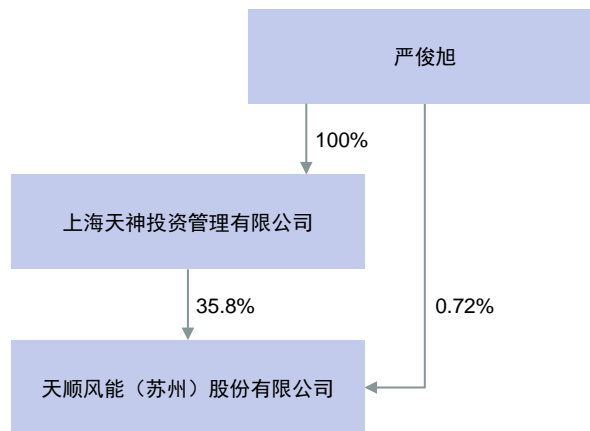 严俊旭
100%
上海天神投资管理有限公司
35.8%
0.72%
天顺风能（苏州）股份有限公司